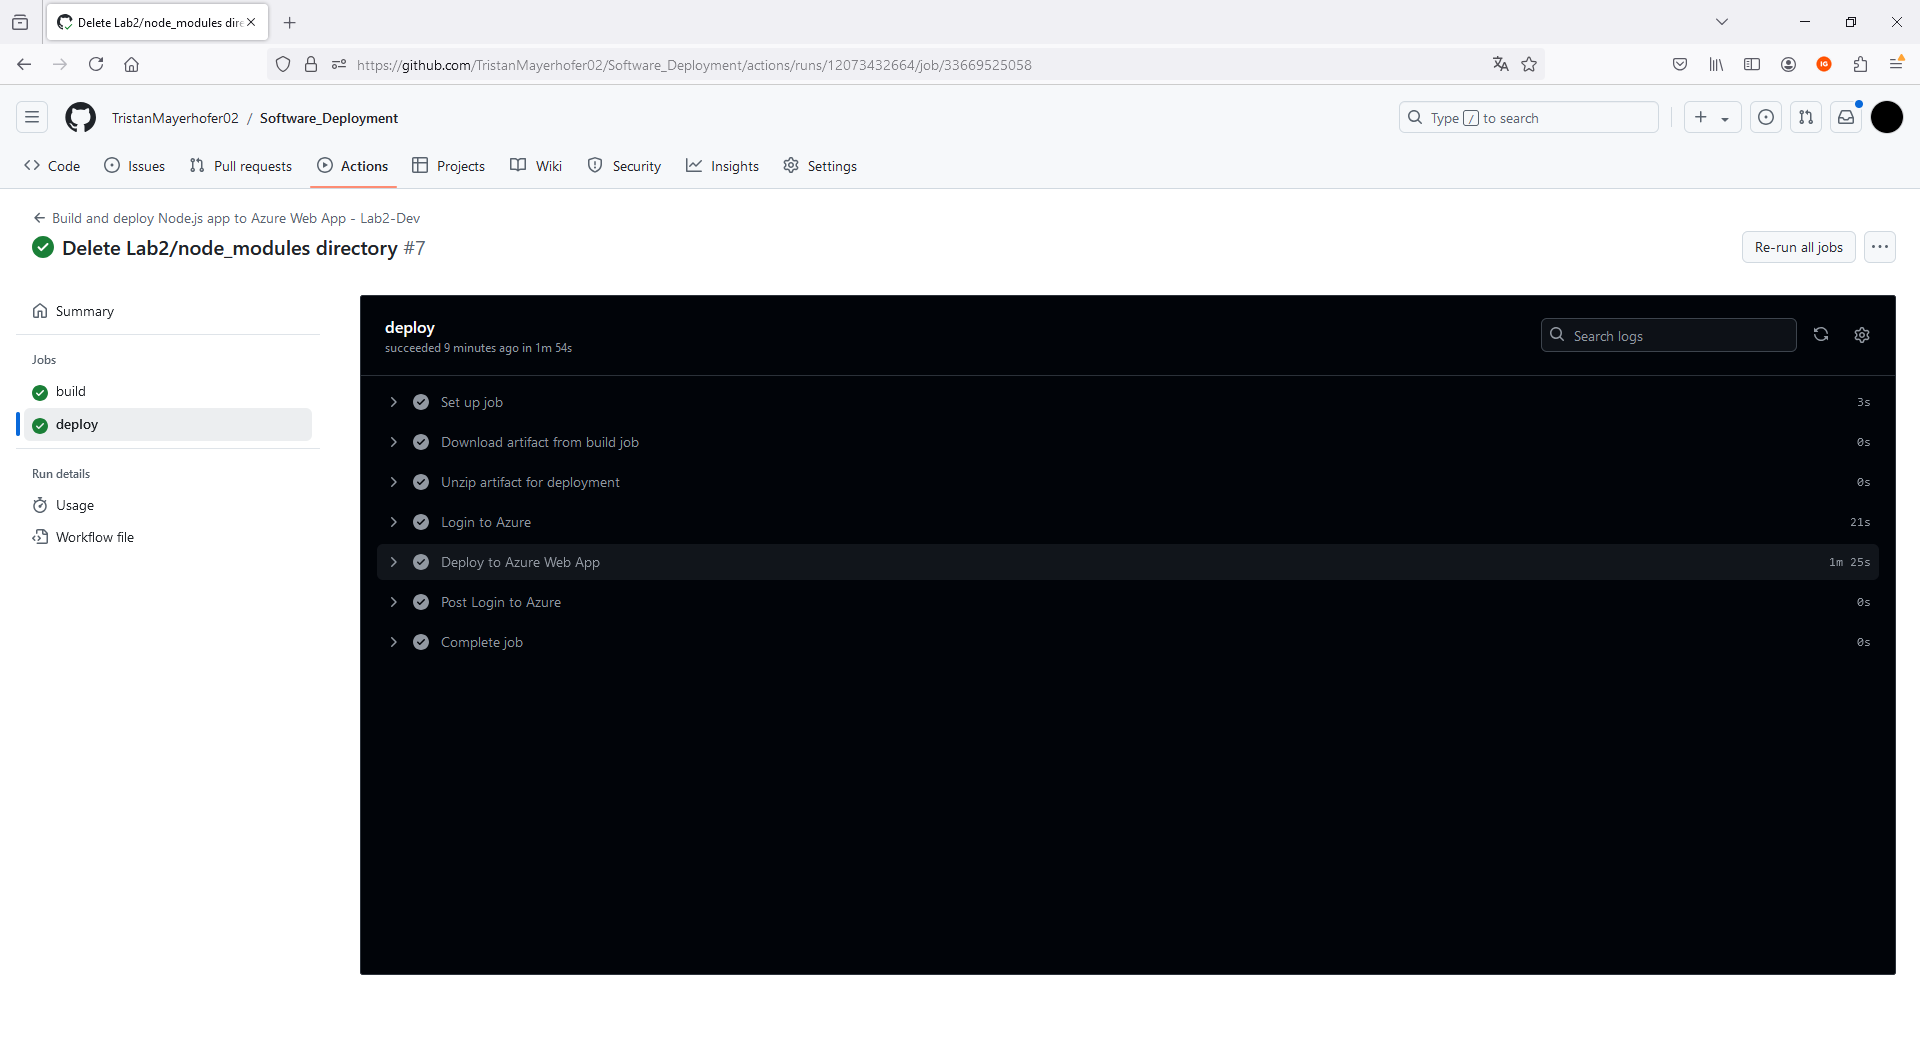 Delete Lab2/node_modules dire
https://github.com/TristanMayerhofer02/Software_Deployment/actions/runs/12073432664/job/33669525058
TristanMayerhofer02 / Software_Deployment
Type / to search
Code Issues Pull requests Actions Projects Wiki Security Insights Settings
Build and deploy Node.js app to Azure Web App - Lab2-Dev
Delete Lab2/node_modules directory #7
Re-run all jobs
Summary
Jobs
build
deploy
Run details
Usage
Workflow file
deploy
succeeded 9 minutes ago in 1m 54s
Search logs
Set up job 3s
Download artifact from build job 0s
Unzip artifact for deployment 0s
Login to Azure 21s
Deploy to Azure Web App 1m 25s
Post Login to Azure 0s
Complete job 0s